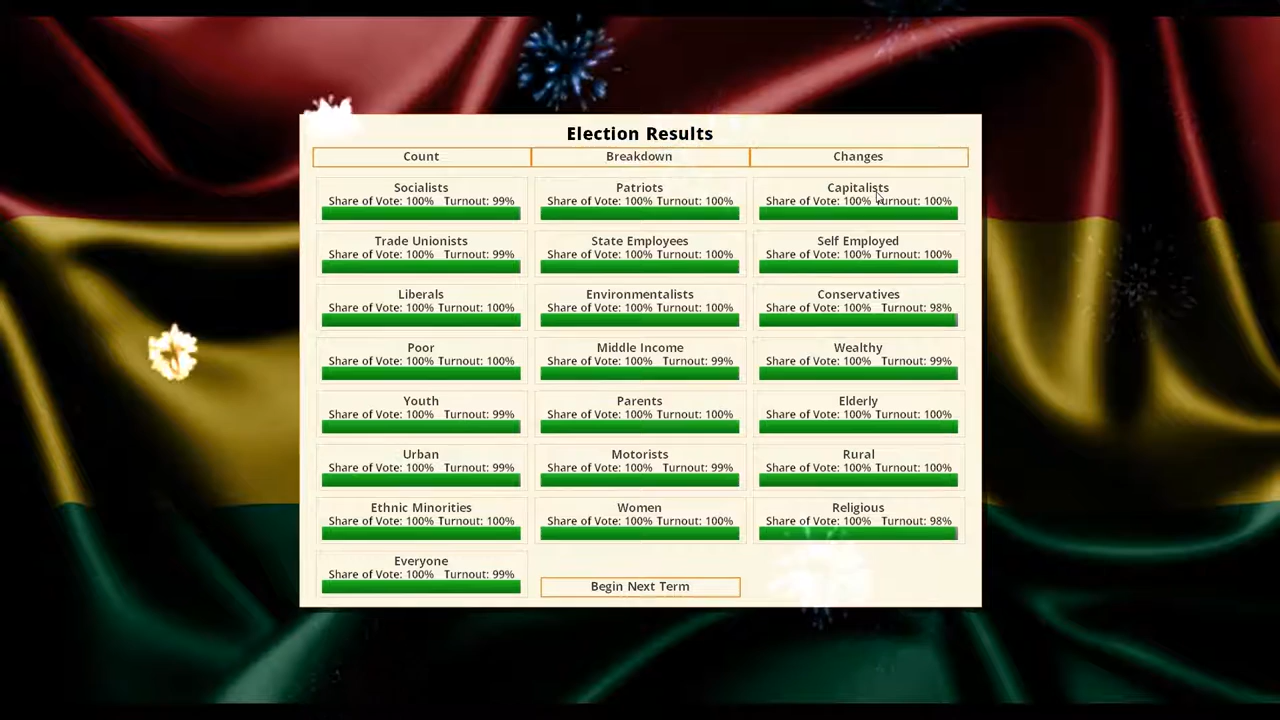 Election Results
Count Breakdown Changes
Socialists Patriots Capitalists
Share of Vote: 100% Turnout: 99% Share of Vote: 100% Turnout: 100% Share of Vote: 100% Turnout: 100%
Trade Unionists State Employees Self Employed
Share of Vote: 100% Turnout: 99% Share of Vote: 100% Turnout: 100% Share of Vote: 100% Turnout: 100%
Liberals Environmentalists Conservatives
Share of Vote: 100% Turnout: 100% Share of Vote: 100% Turnout: 100% Share of Vote: 100% Turnout: 98%
Poor Middle Income Wealthy
Share of Vote: 100% Turnout: 100% Share of Vote: 100% Turnout: 99% Share of Vote: 100% Turnout: 99%
Youth Parents Elderly
Share of Vote: 100% Turnout: 99% Share of Vote: 100% Turnout: 100% Share of Vote: 100% Turnout: 100%
Urban Motorists Rural
Share of Vote: 100% Turnout: 99% Share of Vote: 100% Turnout: 99% Share of Vote: 100% Turnout: 100%
Ethnic Minorities Women Religious
Share of Vote: 100% Turnout: 100% Share of Vote: 100% Turnout: 100% Share of Vote: 100% Turnout: 98%
Everyone
Share of Vote: 100% Turnout: 99%
Begin Next Term